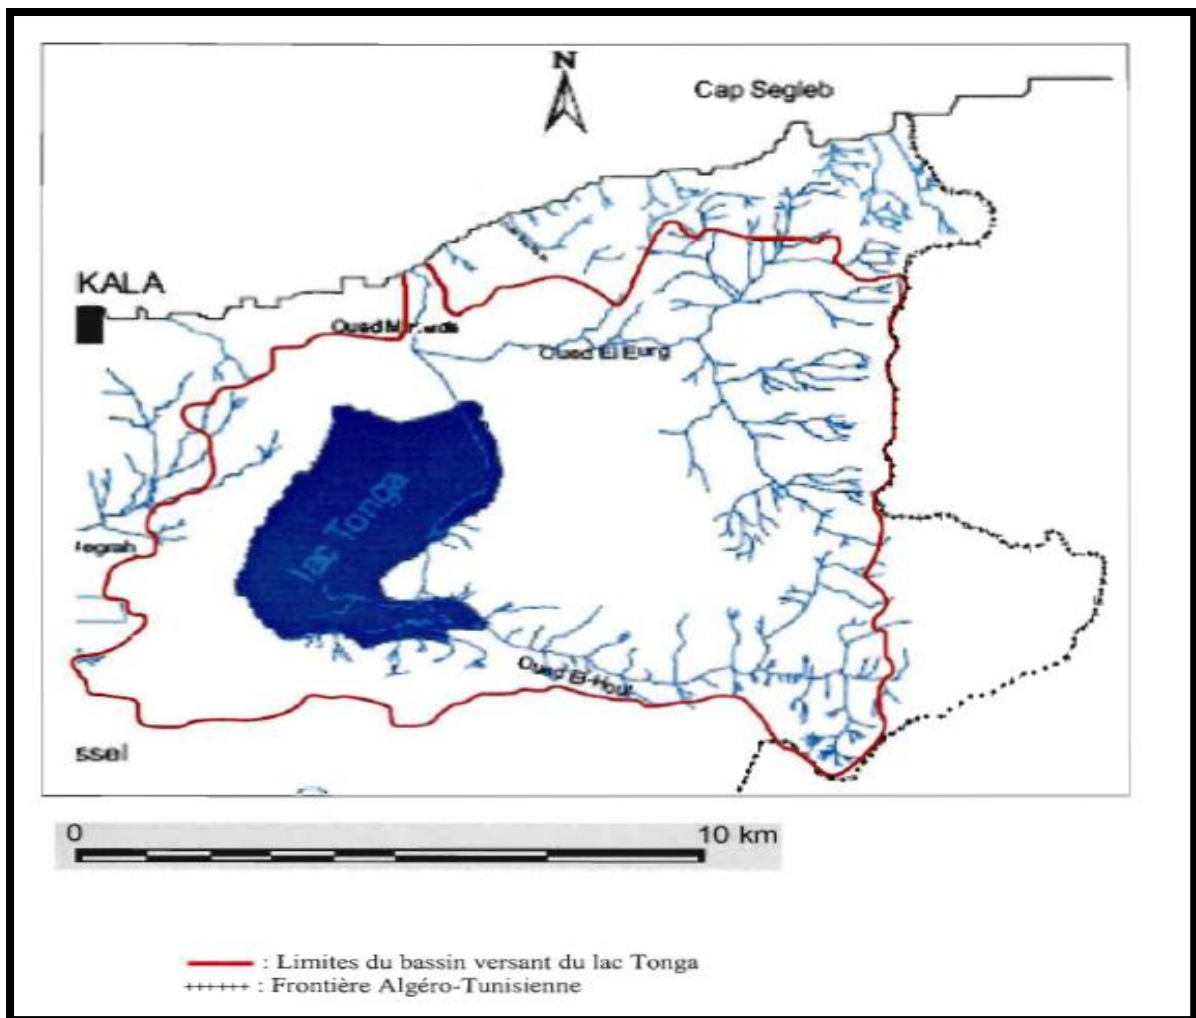 N
Cap Segleb
KALA
Oued El Eurg
lac Tonga
Oued El-Hout
ssel
0 10 km
: Limites du bassin versant du lac Tonga
: Frontière Algéro-Tunisienne